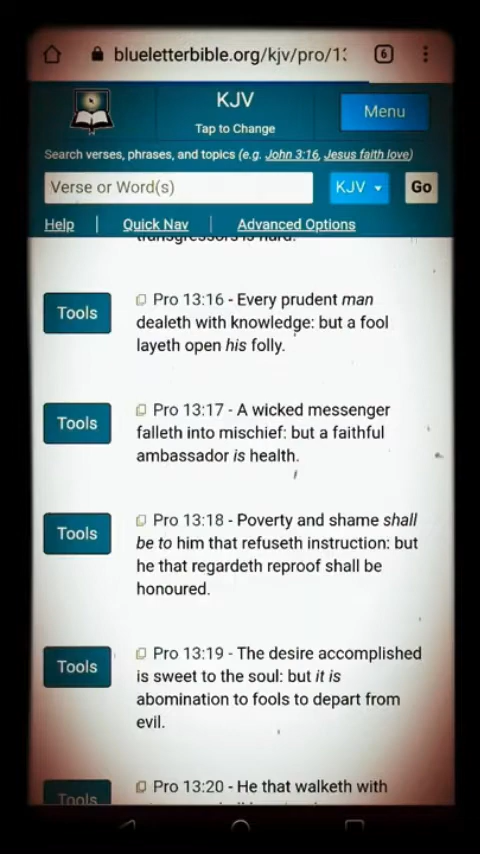 blueletterbible.org/kjv/pro/13
6
KJV
Tap to Change
Menu
Search verses, phrases, and topics (e.g. John 3:16, Jesus faith love)
Verse or Word(s)
KJV
Go
Help | Quick Nav | Advanced Options
transgressors is hard.
Tools
Pro 13:16 - Every prudent man
dealeth with knowledge: but a fool
layeth open his folly.
Tools
Pro 13:17 - A wicked messenger
falleth into mischief: but a faithful
ambassador is health.
Tools
Pro 13:18 - Poverty and shame shall
be to him that refuseth instruction: but
he that regardeth reproof shall be
honoured.
Tools
Pro 13:19 - The desire accomplished
is sweet to the soul: but it is
abomination to fools to depart from
evil.
Tools
Pro 13:20 - He that walketh with